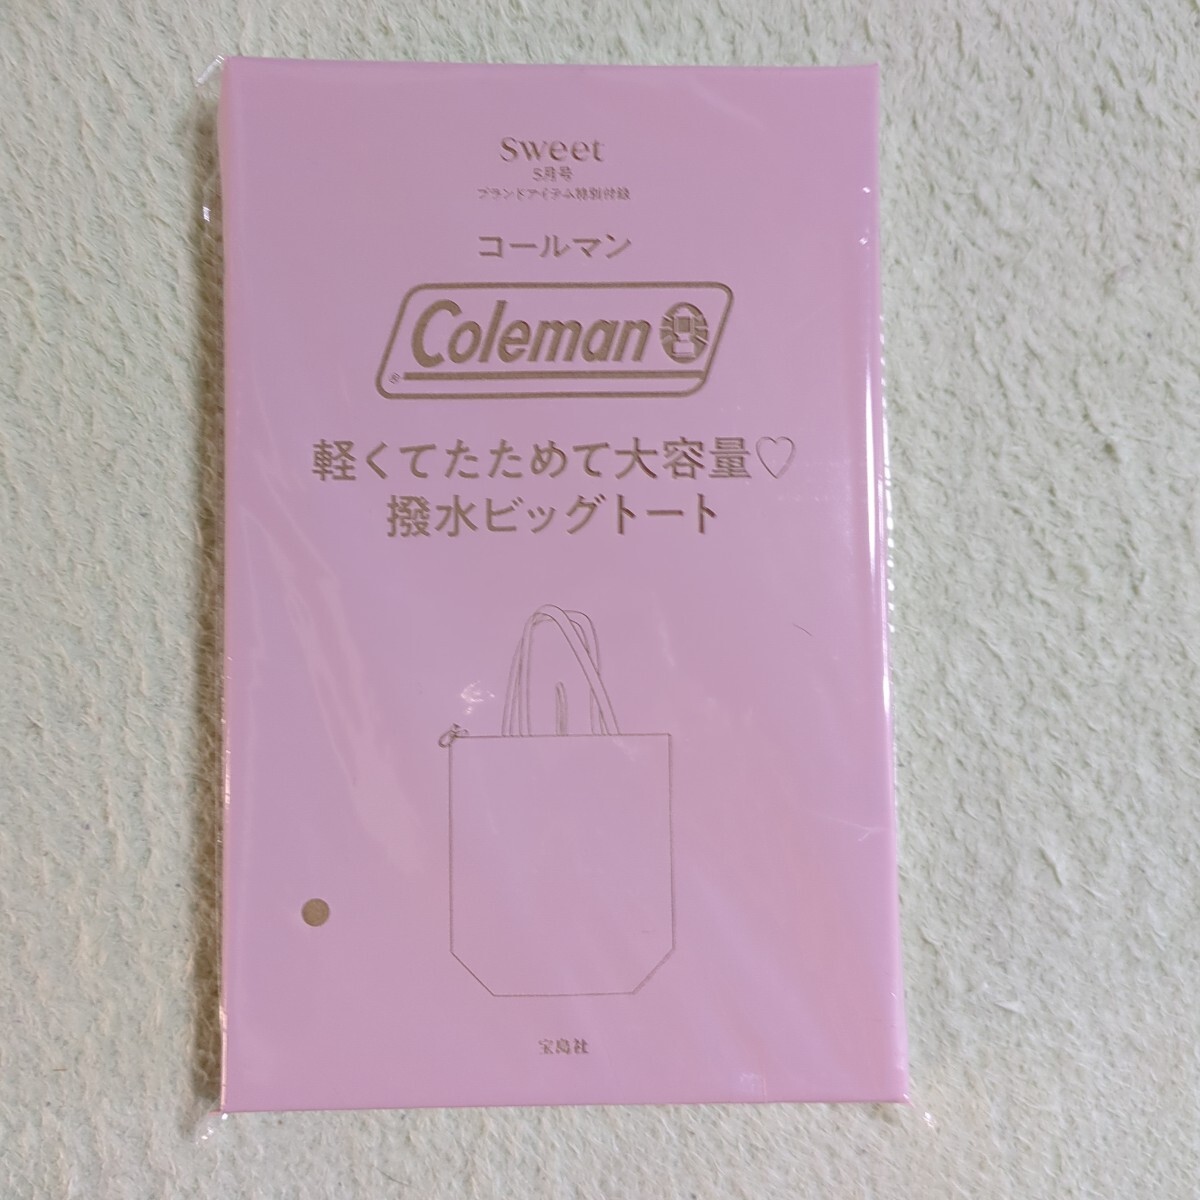 Sweet
5月号
ブランドアイテム特別付録
コールマン
Coleman
®
軽くてたためて大容量♡
撥水ビッグトート
宝島社